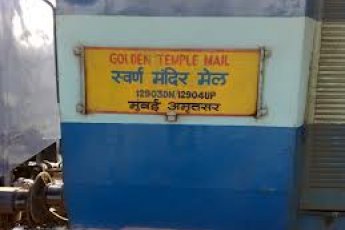 GOLDEN TEMPLE MAIL
स्वर्ण मंदिर मेल
12903DN 12904UP
मुंबई अमृतसर